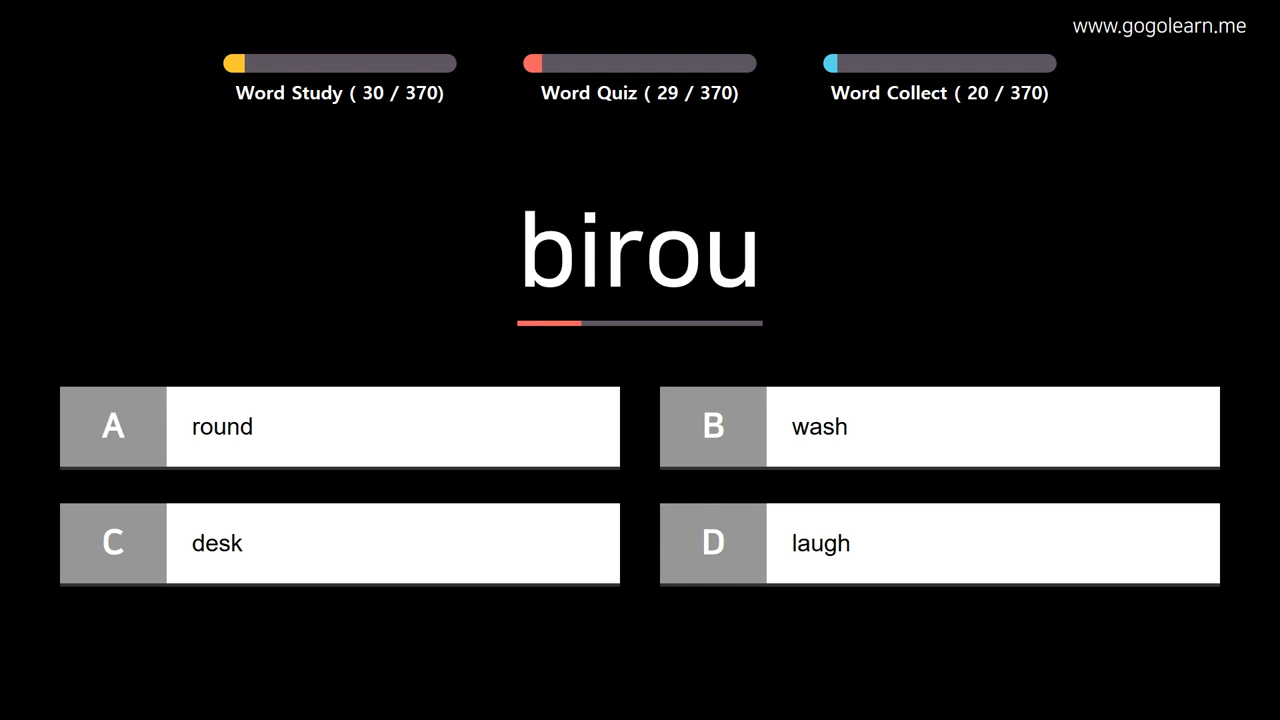 www.gogolearn.me
Word Study ( 30 / 370)
Word Quiz ( 29 / 370)
Word Collect ( 20 / 370)
birou
A round
B wash
C desk
D laugh